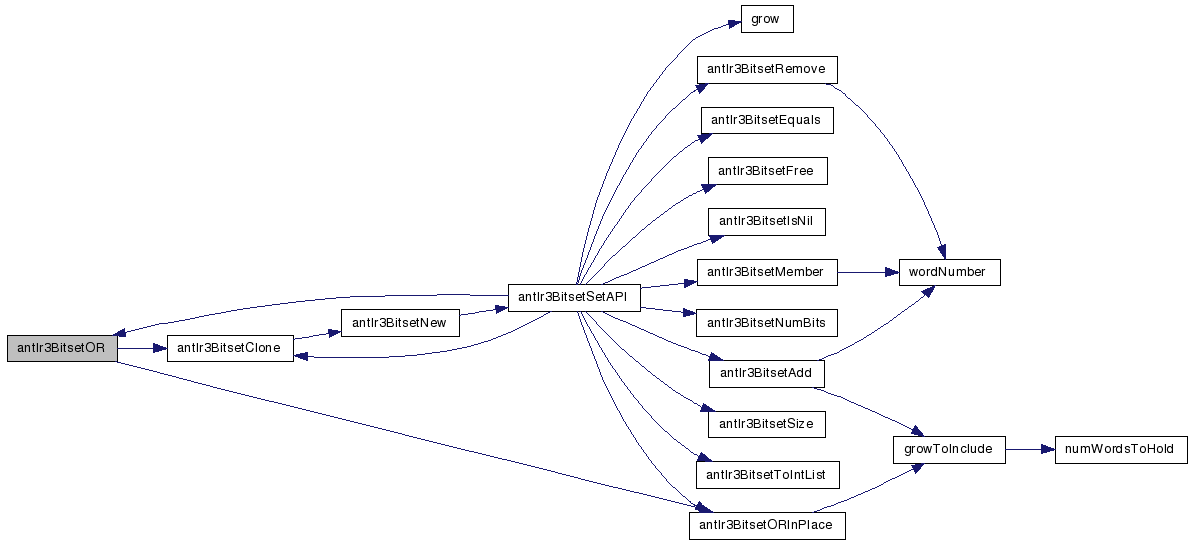 grow
antlr3BitsetRemove
antlr3BitsetEquals
antlr3BitsetFree
antlr3BitsetIsNil
antlr3BitsetMember
wordNumber
antlr3BitsetSetAPI
antlr3BitsetNew
antlr3BitsetNumBits
antlr3BitsetOR
antlr3BitsetClone
antlr3BitsetAdd
antlr3BitsetSize
growToInclude
numWordsToHold
antlr3BitsetToIntList
antlr3BitsetORInPlace